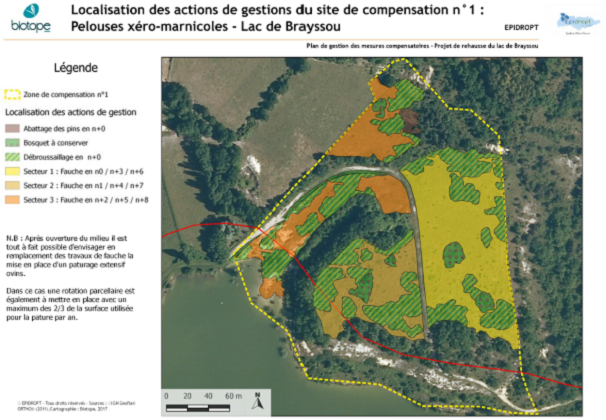 biotope
Localisation des actions de gestions du site de compensation n°1 :
Pelouses xéro-marnicoles - Lac de Brayssou
EPIDROPT
Epidropt
Plan de gestion des mesures compensatoires - Projet de rehausse du lac de Brayssou
Légende
Zone de compensation n°1
Localisation des actions de gestion
Abattage des pins en n+0
Bosquet à conserver
Débroussaillage en n+0
Secteur 1 : Fauche en n0 / n+3 / n+6
Secteur 2 : Fauche en n1 / n+4 / n+7
Secteur 3 : Fauche en n+2 / n+5 / n+8
N.B : Après ouverture du milieu il est
tout à fait possible d'envisager en
remplacement des travaux de fauche la
mise en place d'un paturage extensif
ovins.
Dans ce cas une rotation parcellaire est
également à mettre en place avec un
maximum des 2/3 de la surface utilisée
pour la pature par an.
© EPIDROPT - Tous droits réservés - Sources :
ORTHO (2011), Cartographie : Biotope, 2017
0 20 40 60 m
N